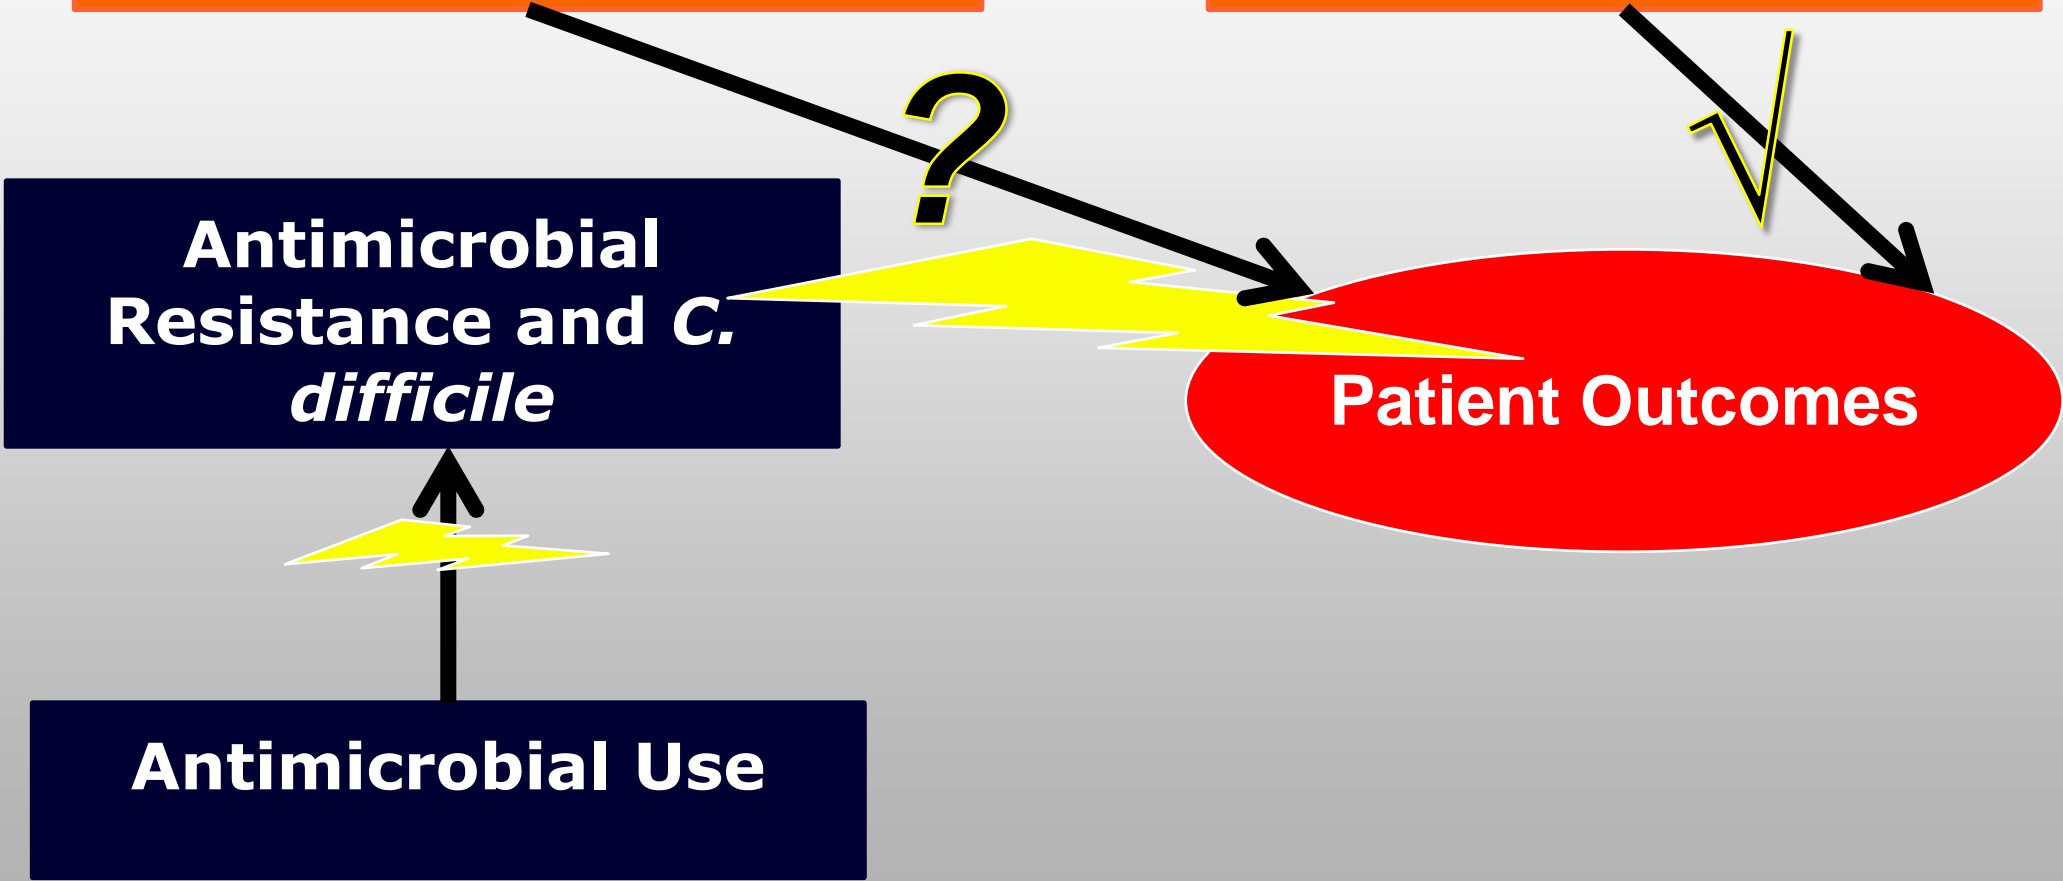 ?
√
Antimicrobial
Resistance and C.
difficile
Patient Outcomes
Antimicrobial Use